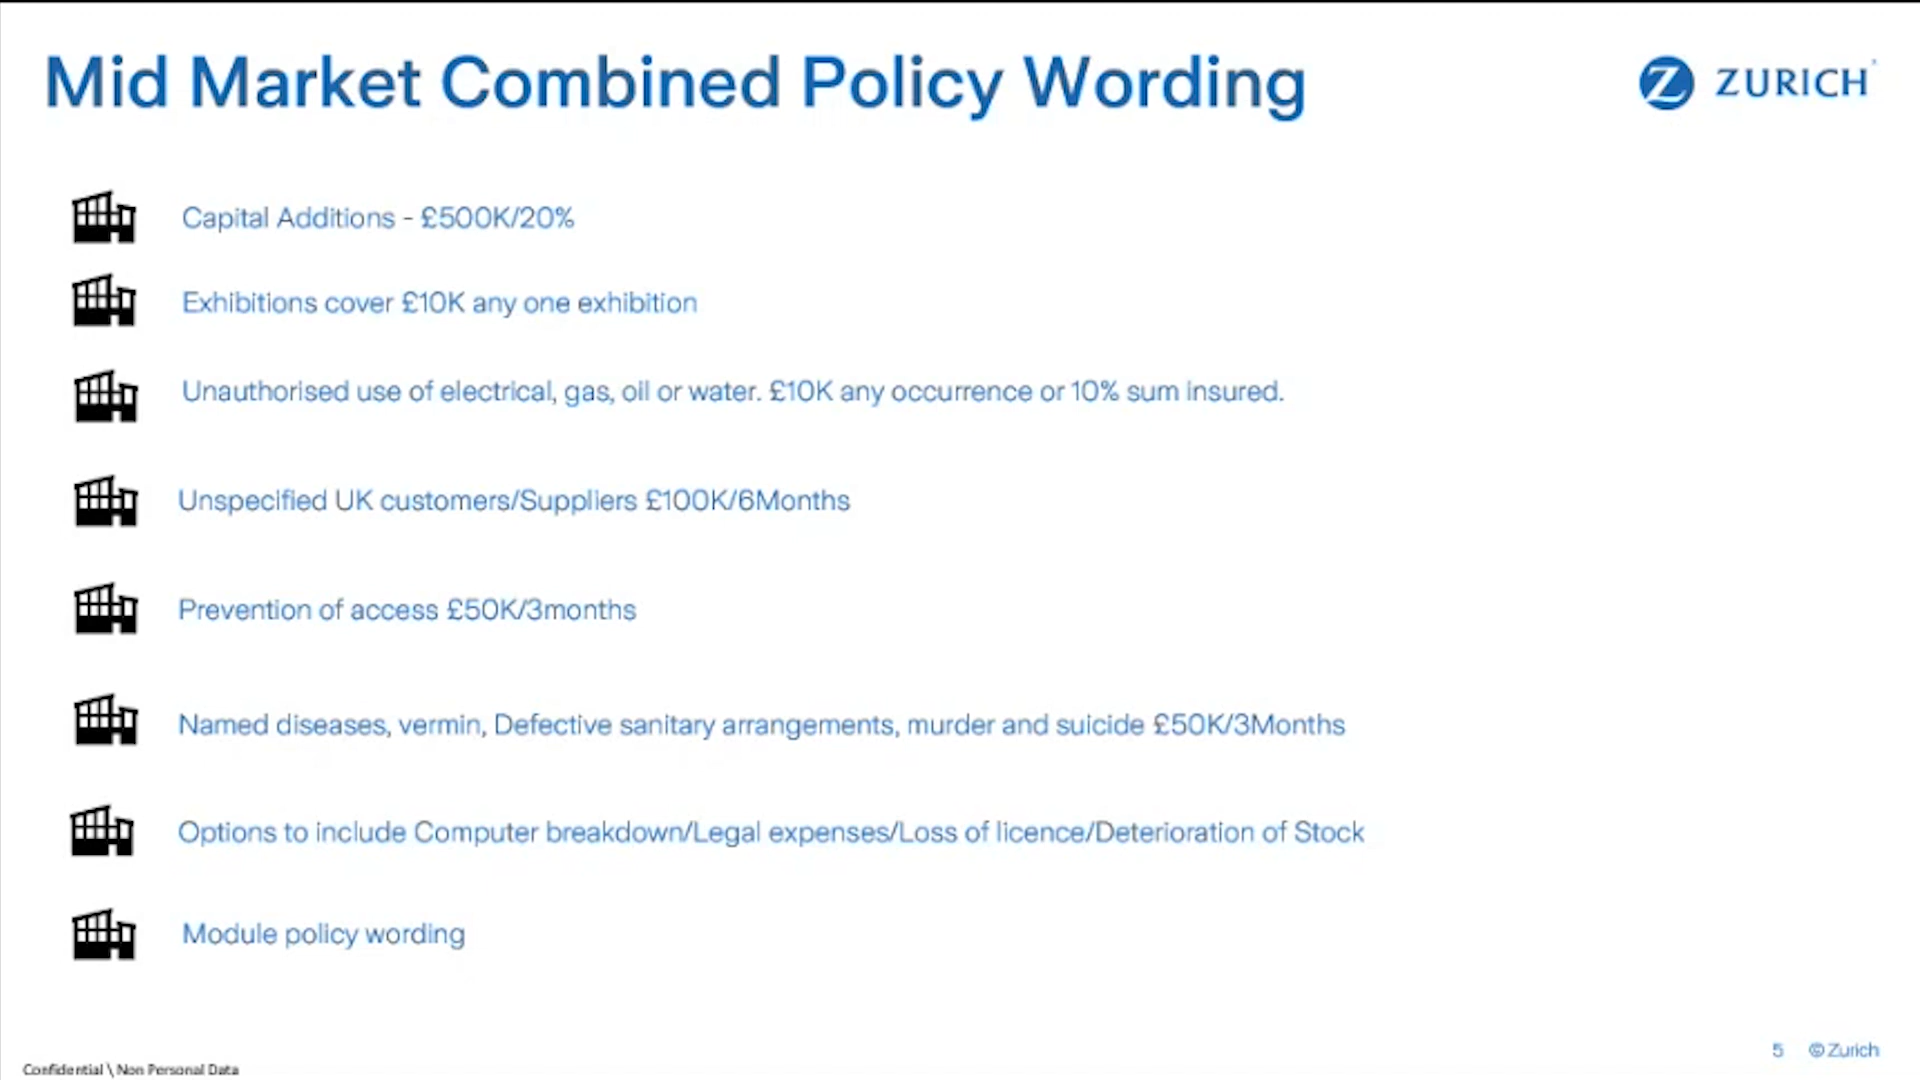 Mid Market Combined Policy Wording
ZURICH
Capital Additions - £500K/20%
Exhibitions cover £10K any one exhibition
Unauthorised use of electrical, gas, oil or water. £10K any occurrence or 10% sum insured.
Unspecified UK customers/Suppliers £100K/6Months
Prevention of access £50K/3months
Named diseases, vermin, Defective sanitary arrangements, murder and suicide £50K/3Months
Options to include Computer breakdown/Legal expenses/Loss of licence/Deterioration of Stock
Module policy wording
5 © Zurich
Confidential \ Non Personal Data